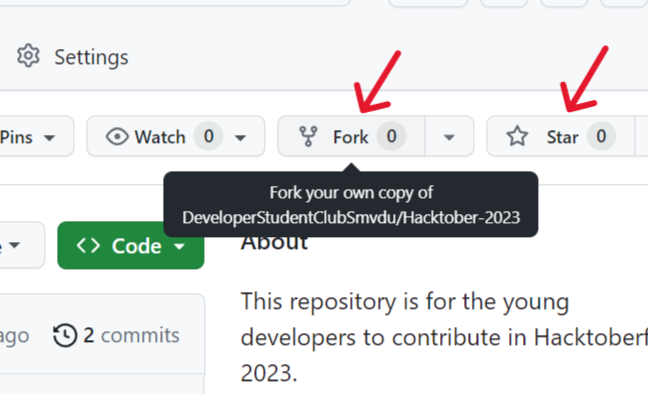 Settings
Pins
Watch 0
Fork 0
Star 0
Fork your own copy of
DeveloperStudentClubSmvdu/Hacktober-2023
<> Code
About
ago
2 commits
This repository is for the young
developers to contribute in Hacktoberf
2023.